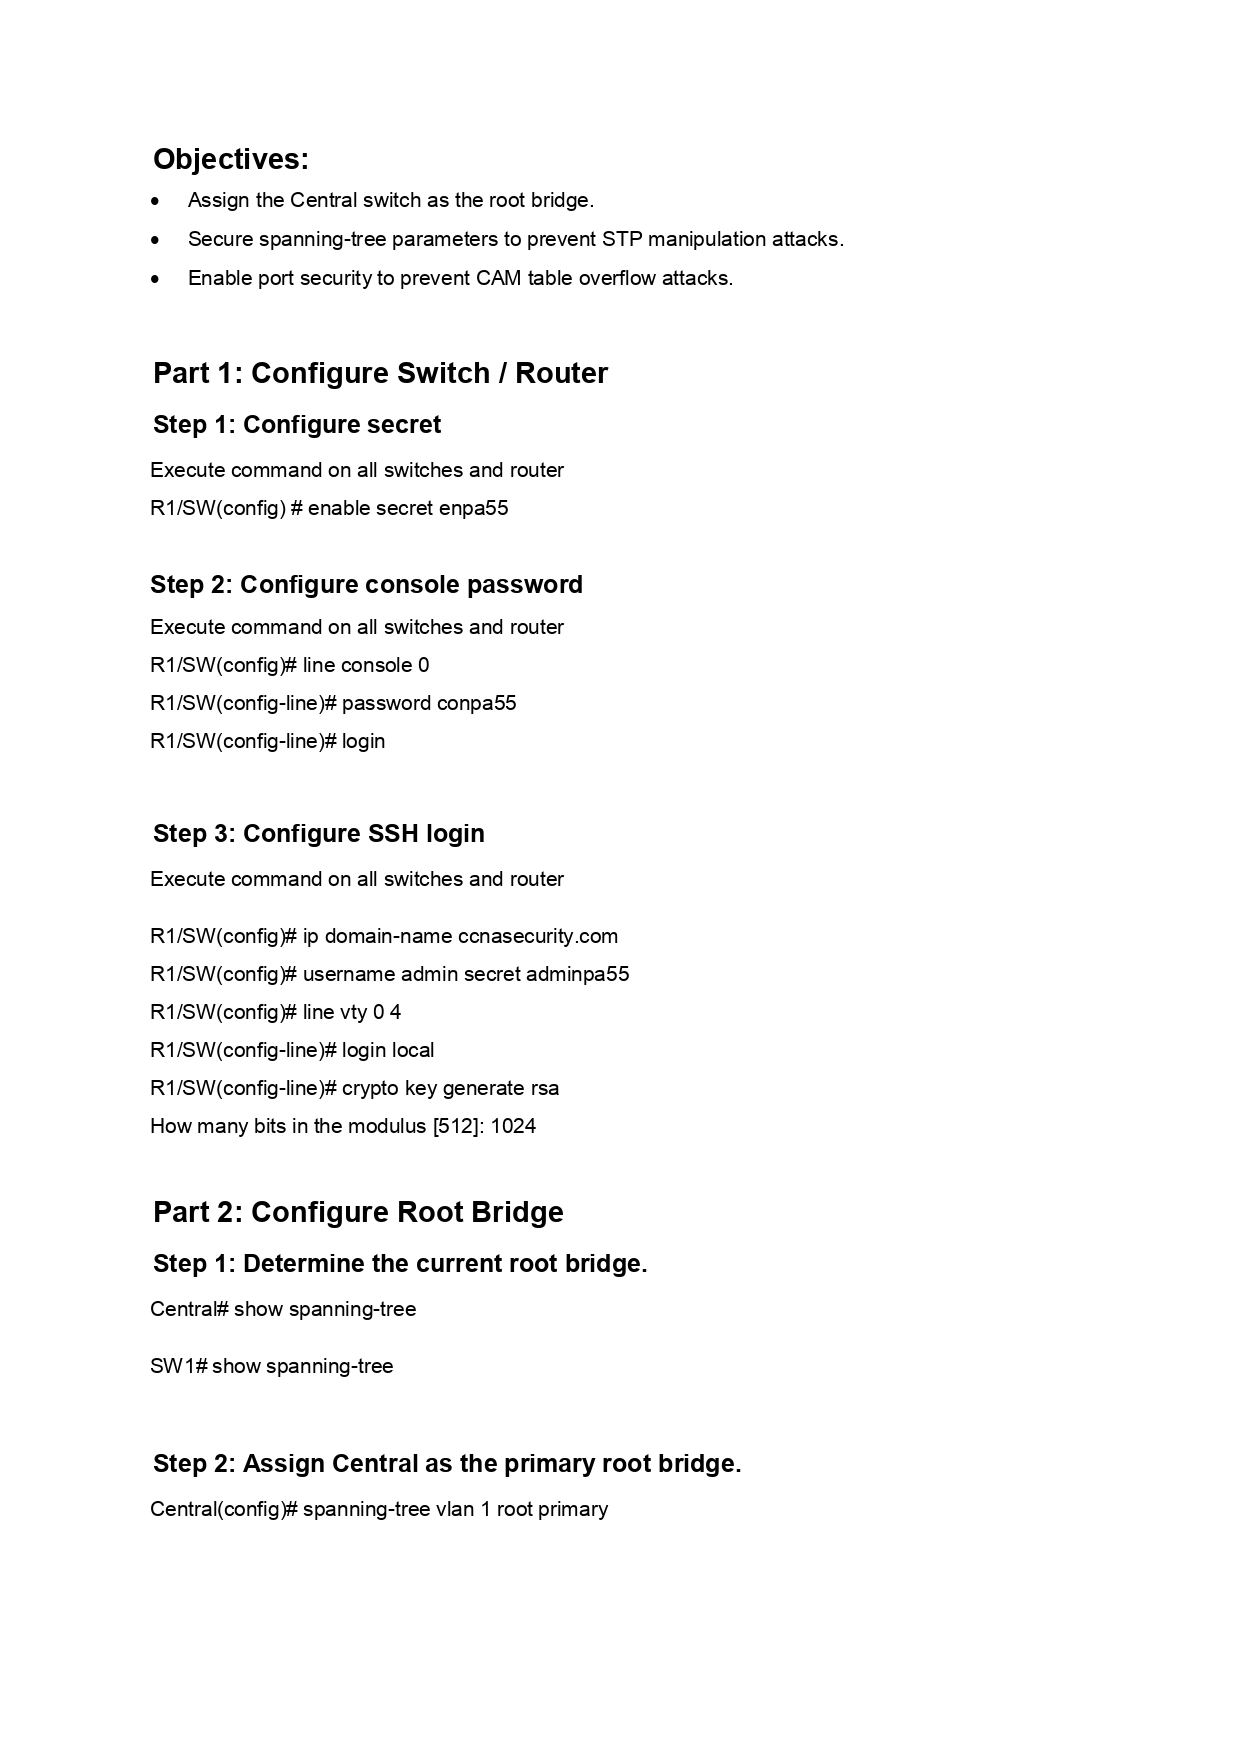 Objectives:
• Assign the Central switch as the root bridge.
• Secure spanning-tree parameters to prevent STP manipulation attacks.
• Enable port security to prevent CAM table overflow attacks.
Part 1: Configure Switch / Router
Step 1: Configure secret
Execute command on all switches and router
R1/SW(config) # enable secret enpa55
Step 2: Configure console password
Execute command on all switches and router
R1/SW(config)# line console 0
R1/SW(config-line)# password conpa55
R1/SW(config-line)# login
Step 3: Configure SSH login
Execute command on all switches and router
R1/SW(config)# ip domain-name ccnasecurity.com
R1/SW(config)# username admin secret adminpa55
R1/SW(config)# line vty 0 4
R1/SW(config-line)# login local
R1/SW(config-line)# crypto key generate rsa
How many bits in the modulus [512]: 1024
Part 2: Configure Root Bridge
Step 1: Determine the current root bridge.
Central# show spanning-tree
SW1# show spanning-tree
Step 2: Assign Central as the primary root bridge.
Central(config)# spanning-tree vlan 1 root primary